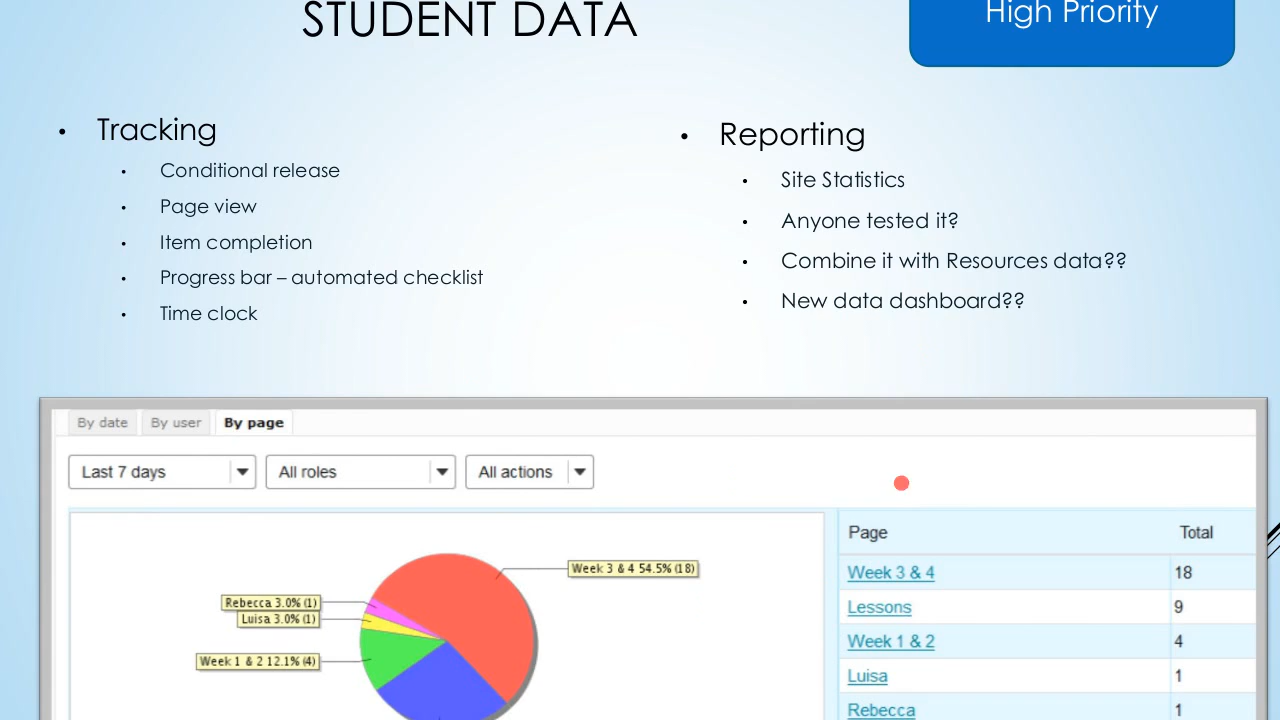 STUDENT DATA
High Priority
• Tracking
• Conditional release
• Page view
• Item completion
• Progress bar – automated checklist
• Time clock
• Reporting
• Site Statistics
• Anyone tested it?
• Combine it with Resources data??
• New data dashboard??
By date By user By page
Last 7 days All roles All actions
Week 3 & 4 54.5% (18)
Rebecca 3.0% (1)
Luisa 3.0% (1)
Week 1 & 2 12.1% (4)
Page Total
Week 3 & 4 18
Lessons 9
Week 1 & 2 4
Luisa 1
Rebecca 1